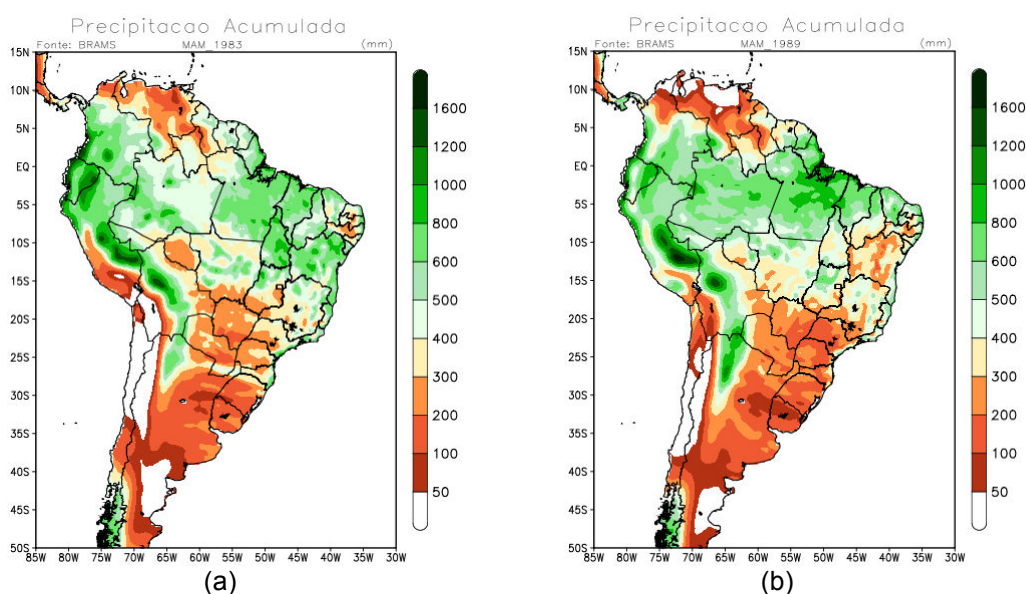 Precipitacao Acumulada
Fonte: BRAMS MAM_1983 (mm)
15N
10N
5N
EQ
5S
10S
15S
20S
25S
30S
35S
40S
45S
50S
85W 80W 75W 70W 65W 60W 55W 50W 45W 40W 35W 30W
1600
1200
1000
800
600
500
400
300
200
100
50
(a)
Precipitacao Acumulada
Fonte: BRAMS MAM_1989 (mm)
15N
10N
5N
EQ
5S
10S
15S
20S
25S
30S
35S
40S
45S
50S
85W 80W 75W 70W 65W 60W 55W 50W 45W 40W 35W 30W
1600
1200
1000
800
600
500
400
300
200
100
50
(b)